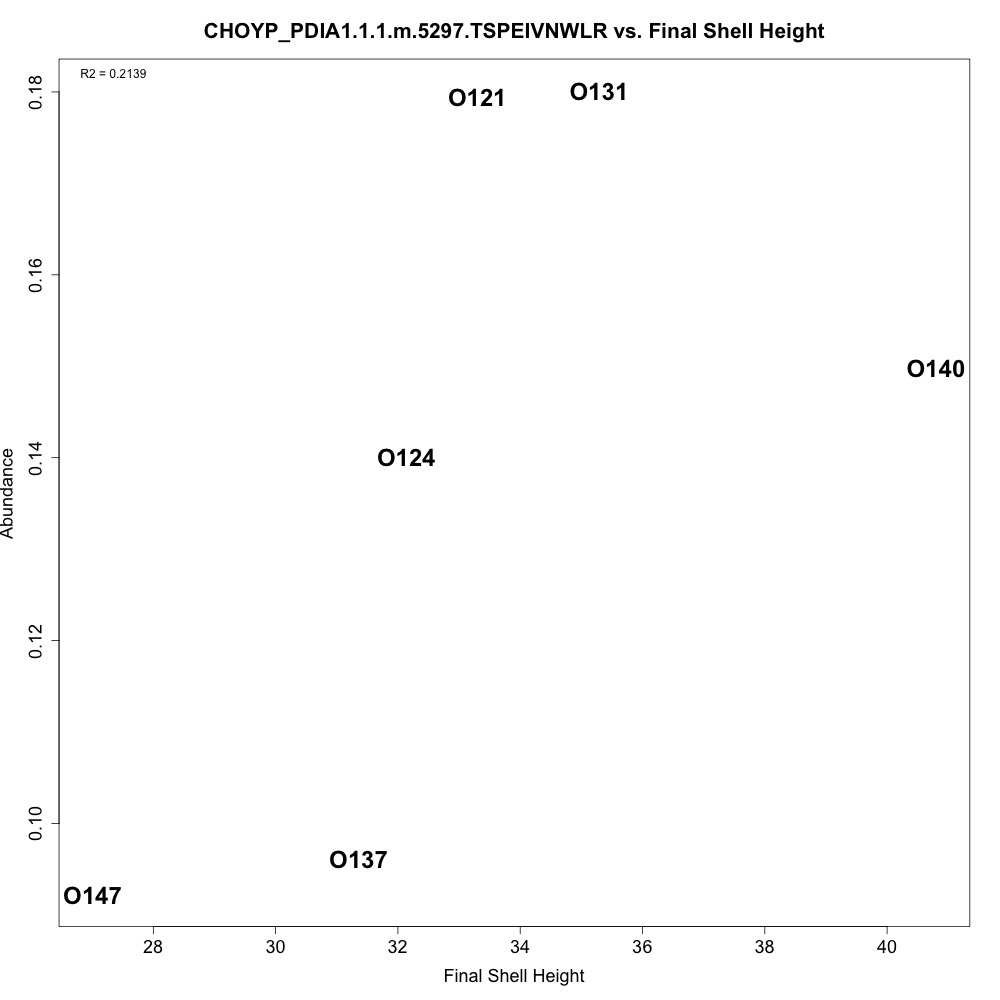 CHOYP_PDIA1.1.1.m.5297.TSPEIVNWLR vs. Final Shell Height
R2 = 0.2139
0.18
O121
O131
0.16
O140
0.14
O124
Abundance
0.12
0.10
O137
O147
28 30 32 34 36 38 40
Final Shell Height